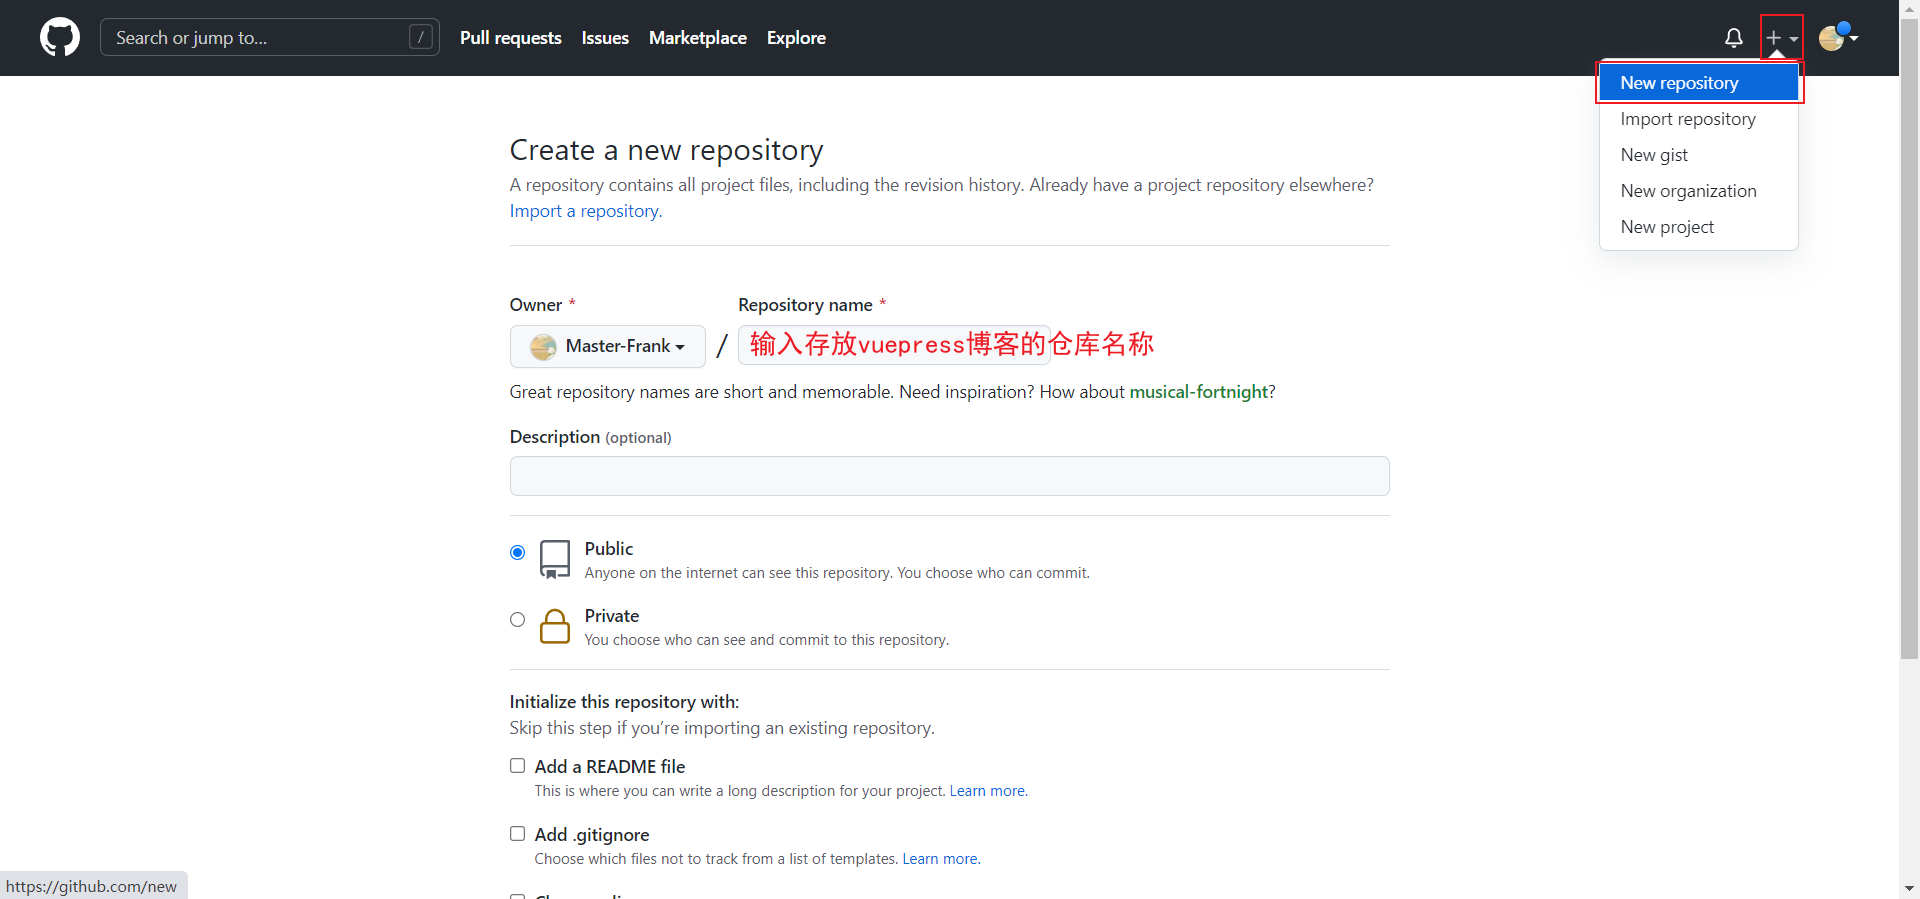 Search or jump to... /
Pull requests
Issues
Marketplace
Explore
New repository
Import repository
New gist
New organization
New project
Create a new repository
A repository contains all project files, including the revision history. Already have a project repository elsewhere?
Import a repository.
Owner *
Repository name *
Master-Frank
/
输入存放vuepress博客的仓库名称
Great repository names are short and memorable. Need inspiration? How about musical-fortnight?
Description (optional)
Public
Anyone on the internet can see this repository. You choose who can commit.
Private
You choose who can see and commit to this repository.
Initialize this repository with:
Skip this step if you’re importing an existing repository.
Add a README file
This is where you can write a long description for your project. Learn more.
Add .gitignore
Choose which files not to track from a list of templates. Learn more.
https://github.com/new